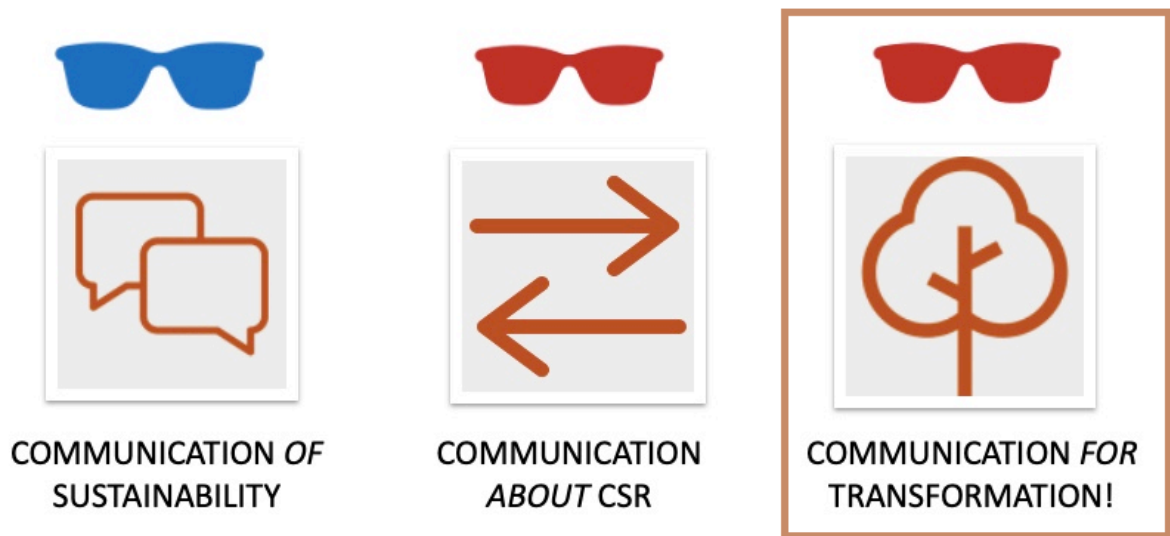 COMMUNICATION OF
SUSTAINABILITY
COMMUNICATION
ABOUT CSR
COMMUNICATION FOR
TRANSFORMATION!